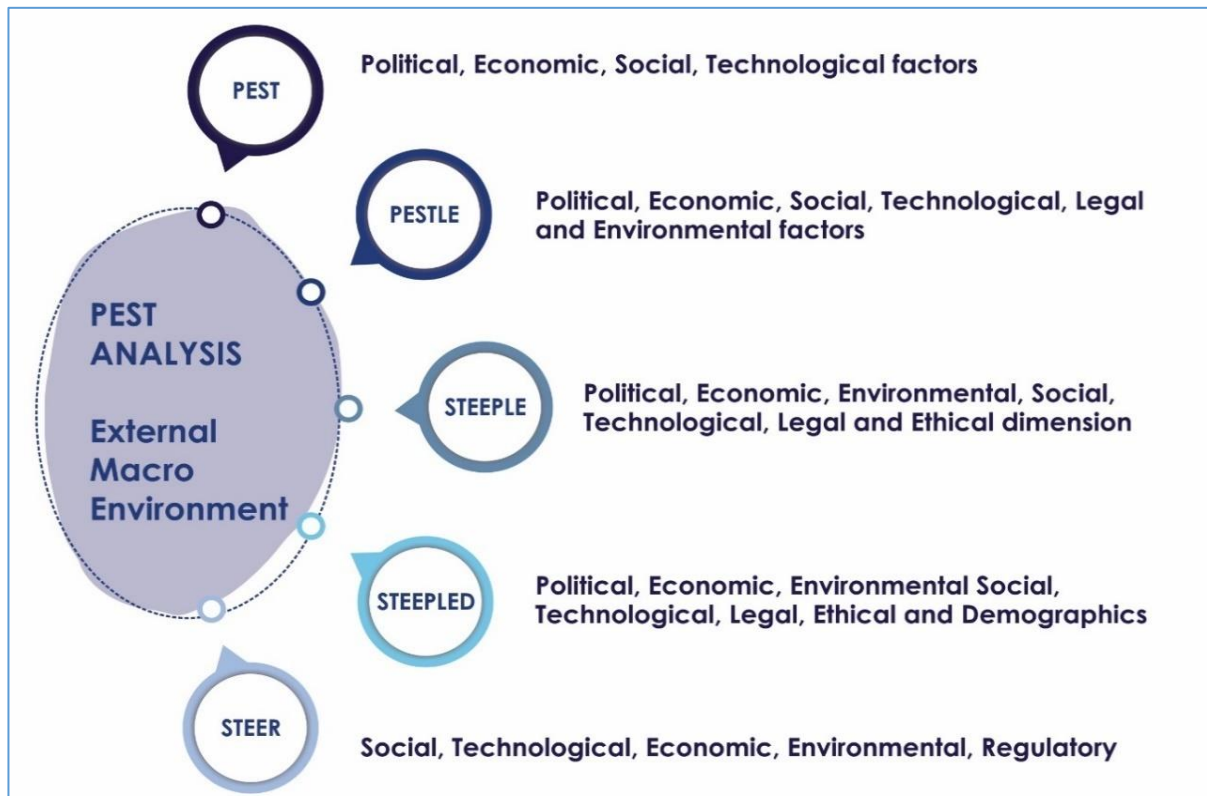 PEST
Political, Economic, Social, Technological factors
PESTLE
Political, Economic, Social, Technological, Legal
and Environmental factors
PEST
ANALYSIS
External
Macro
Environment
STEEPLE
Political, Economic, Environmental, Social,
Technological, Legal and Ethical dimension
STEEPLED
Political, Economic, Environmental Social,
Technological, Legal, Ethical and Demographics
STEER
Social, Technological, Economic, Environmental, Regulatory